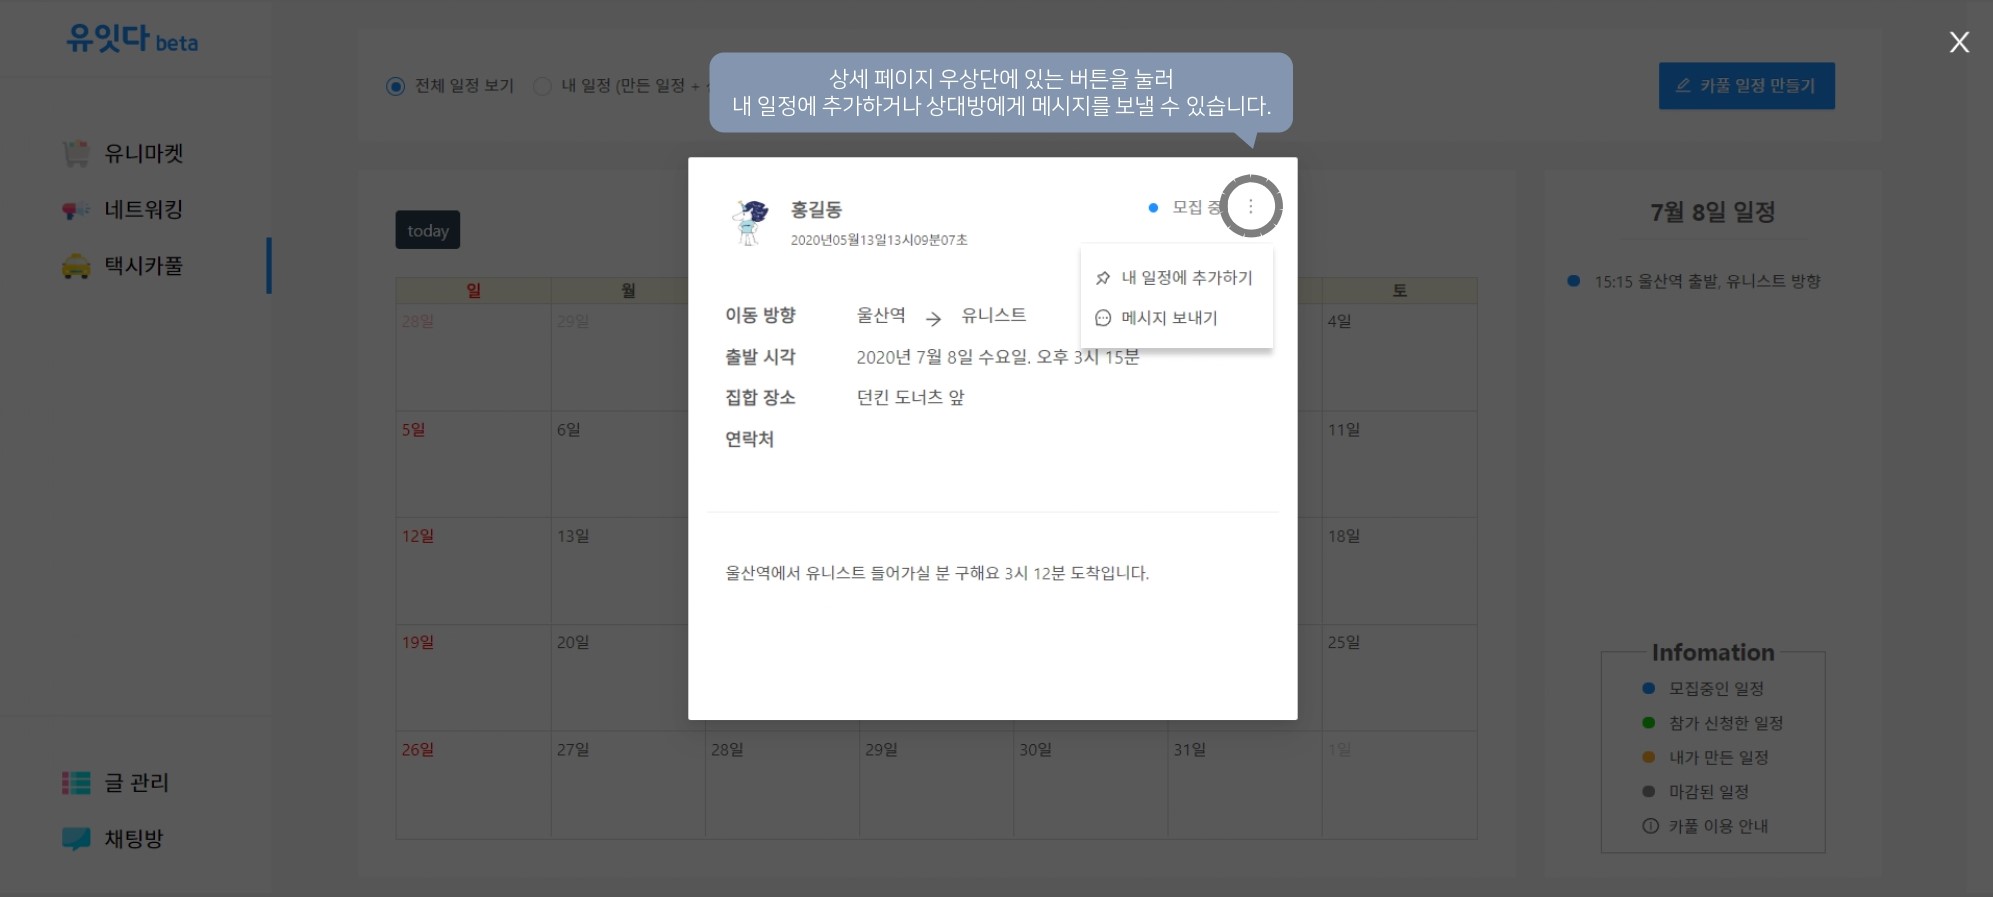 유잇다 beta
유니마켓
네트워킹
택시카풀
글 관리
채팅방
전체 일정 보기
내 일정 (만든 일정 +
카풀 일정 만들기
X
상세 페이지 우상단에 있는 버튼을 눌러
내 일정에 추가하거나 상대방에게 메시지를 보낼 수 있습니다.
today
일 월 토
28일 29일 4일
5일 6일 11일
12일 13일 18일
19일 20일 25일
26일 27일 28일 29일 30일 31일 1일
홍길동
2020년05월13일13시09분07초
모집 중
내 일정에 추가하기
메시지 보내기
이동 방향 울산역 → 유니스트
출발 시각 2020년 7월 8일 수요일. 오후 3시 15분
집합 장소 던킨 도너츠 앞
연락처
울산역에서 유니스트 들어가실 분 구해요 3시 12분 도착입니다.
7월 8일 일정
15:15 울산역 출발, 유니스트 방향
Infomation
모집중인 일정
참가 신청한 일정
내가 만든 일정
마감된 일정
카풀 이용 안내